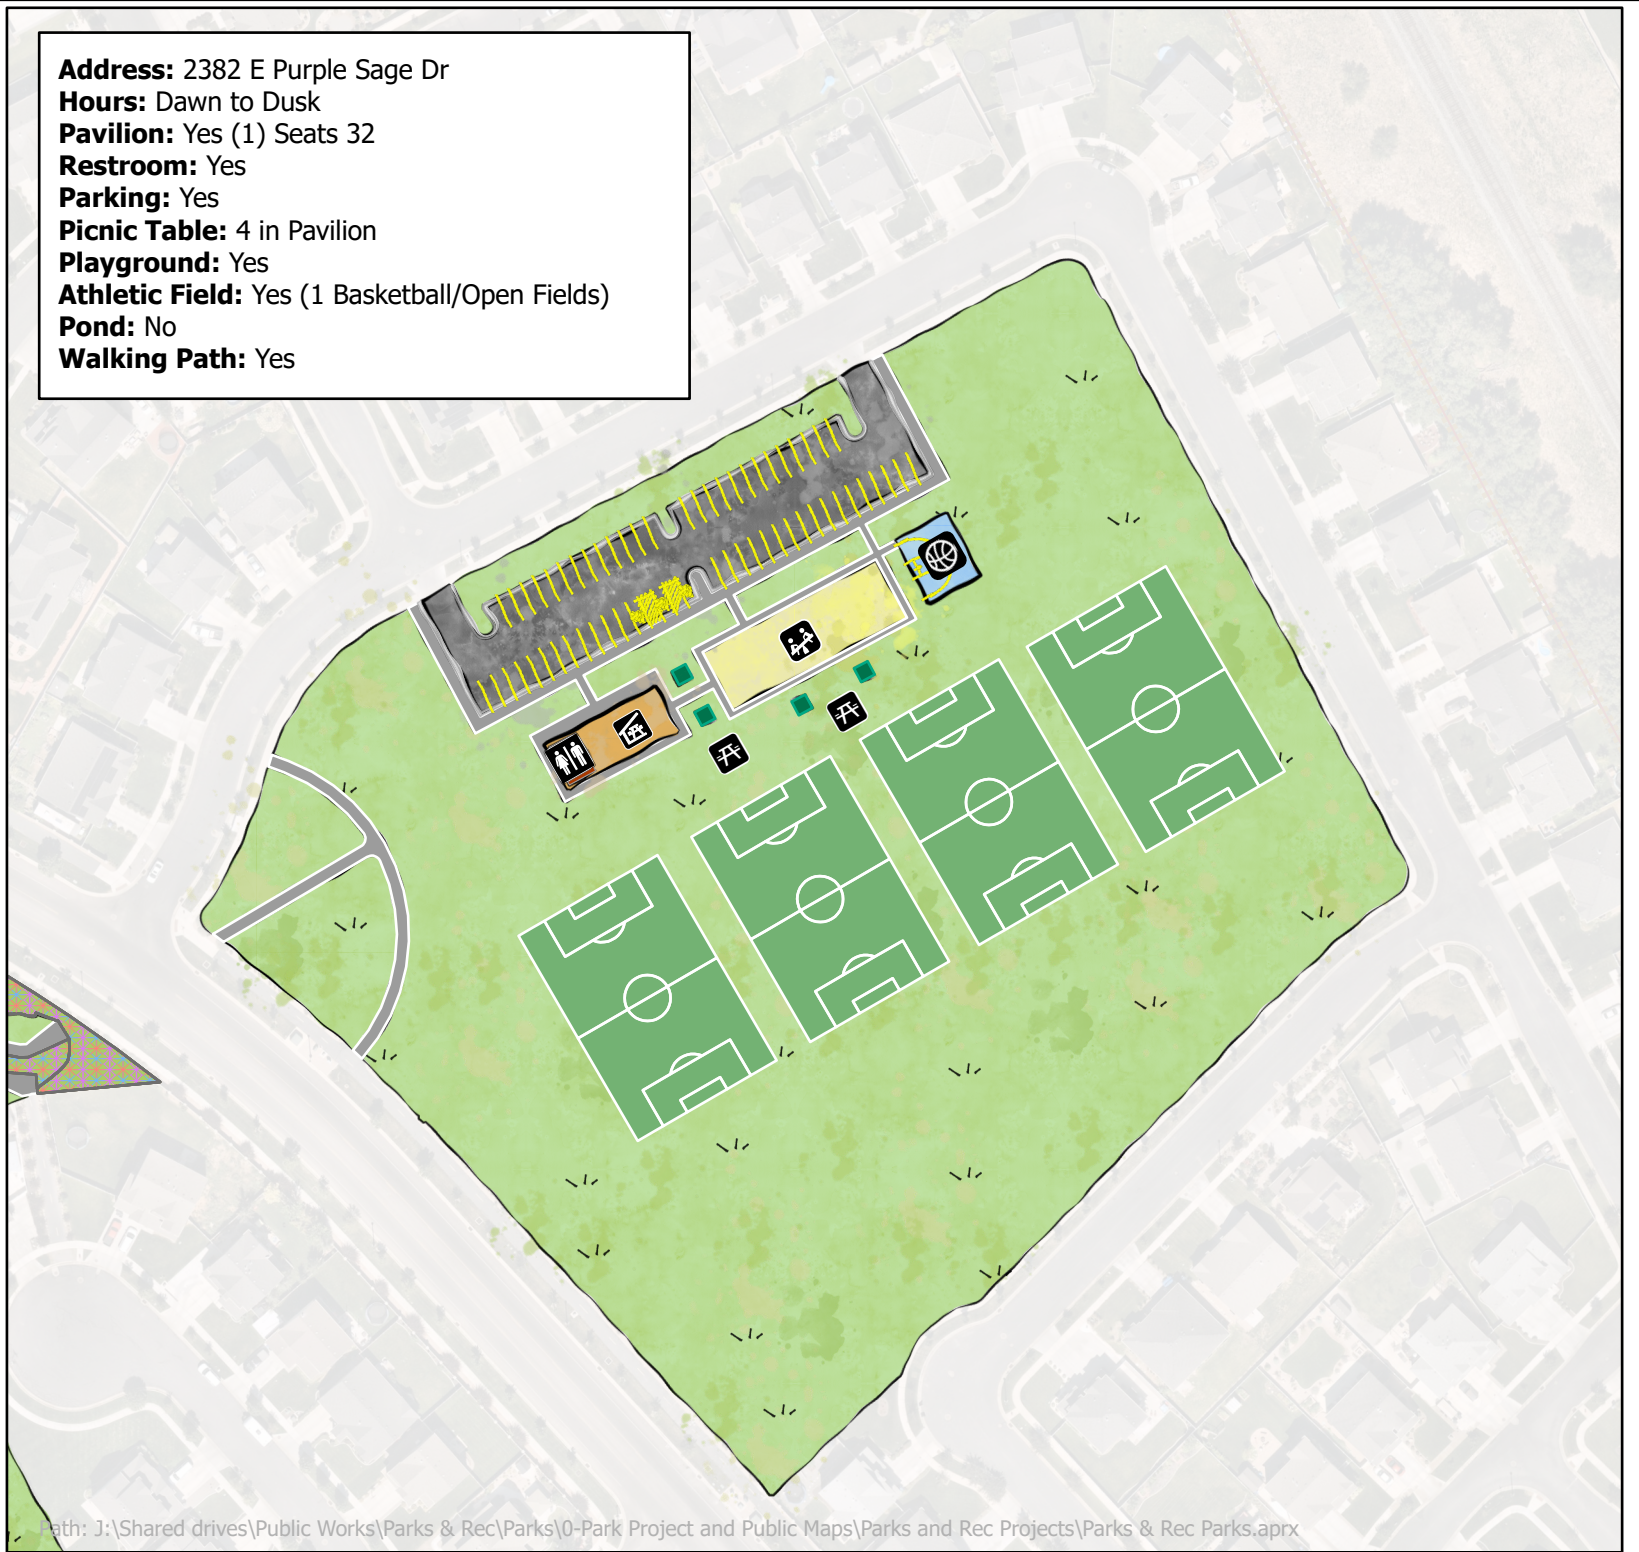 Address: 2382 E Purple Sage Dr
Hours: Dawn to Dusk
Pavilion: Yes (1) Seats 32
Restroom: Yes
Parking: Yes
Picnic Table: 4 in Pavilion
Playground: Yes
Athletic Field: Yes (1 Basketball/Open Fields)
Pond: No
Walking Path: Yes
Path: J:\Shared drives\Public Works\Parks & Rec\Parks\0-Park Project and Public Maps\Parks and Rec Projects\Parks & Rec Parks.aprx